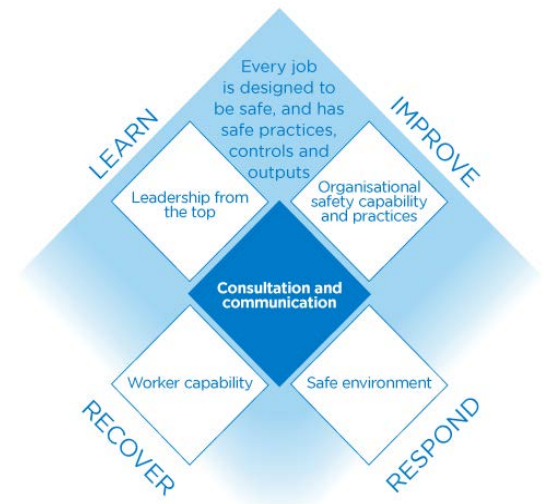 Every job
is designed to
be safe, and has
safe practices,
controls and
outputs
LEARN
IMPROVE
Leadership from
the top
Organisational
safety capability
and practices
Consultation and
communication
Worker capability
Safe environment
RECOVER
RESPOND